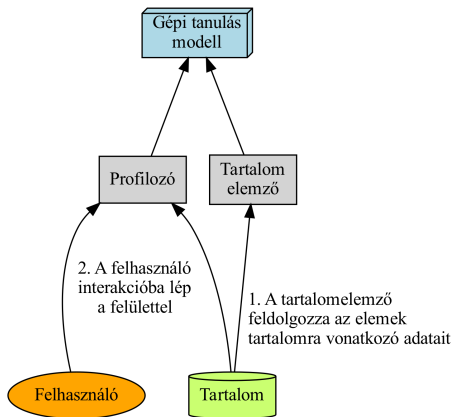 Gépi tanulás
modell
Profilozó
Tartalom
elemző
2. A felhasználó
interakcióba lép
a felülettel
1. A tartalomelemző
feldolgozza az elemek
tartalomra vonatkozó adatait
Felhasználó
Tartalom